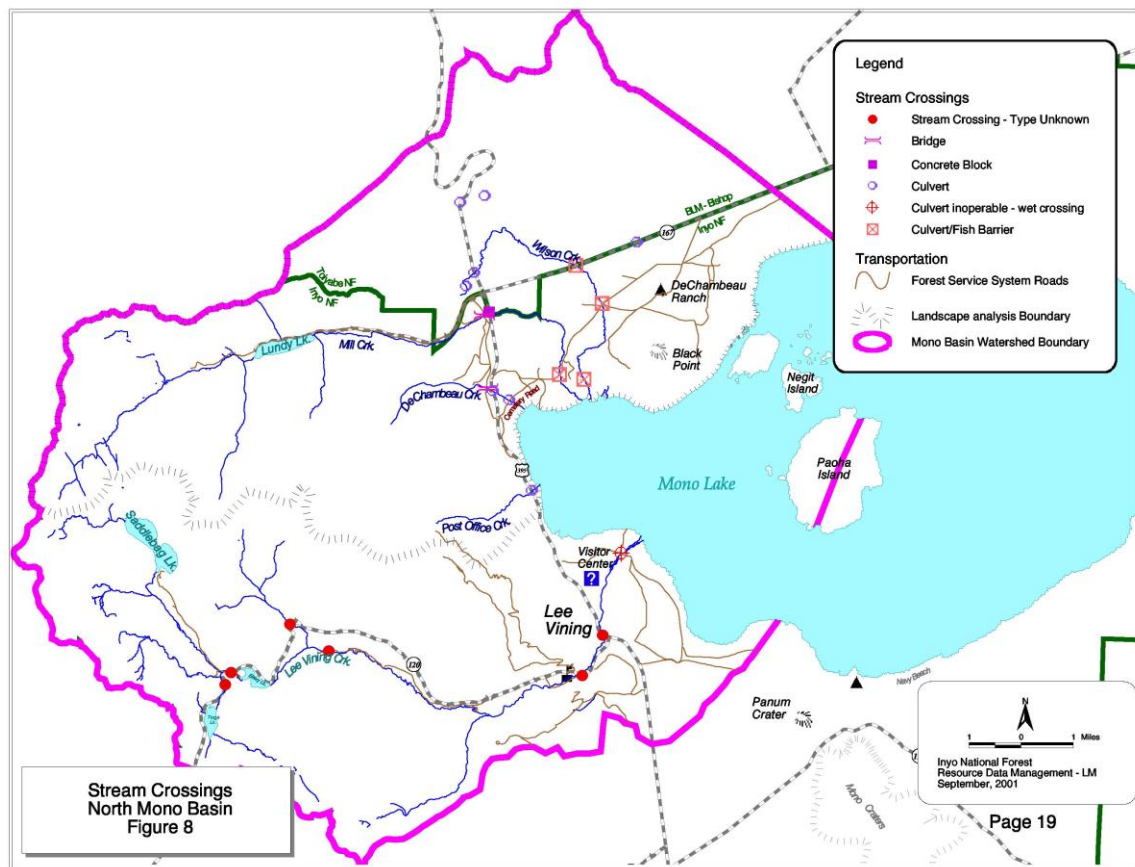 Legend
Stream Crossings
Stream Crossing - Type Unknown
Bridge
Concrete Block
Culvert
Culvert inoperable - wet crossing
Culvert/Fish Barrier
Transportation
Forest Service System Roads
Landscape analysis Boundary
Mono Basin Watershed Boundary
BLM - Bishop
Inyo NF
167
Wilson Crk.
Toiyabe NF
Inyo NF
DeChambeau
Ranch
Lundy Lk.
Mill Crk.
Black
Point
Negit
Island
DeChambeau Crk.
Cemetery Road
Paoha
Island
395
Mono Lake
Post Office Crk.
Saddlebag Lk.
Visitor
Center
?
Lee
Vining
Lee Vining Crk.
120
Navy Beach
Panum
Crater
Mono Craters
N
1 0 1 Miles
Inyo National Forest
Resource Data Management - LM
September, 2001
Stream Crossings
North Mono Basin
Figure 8
Page 19